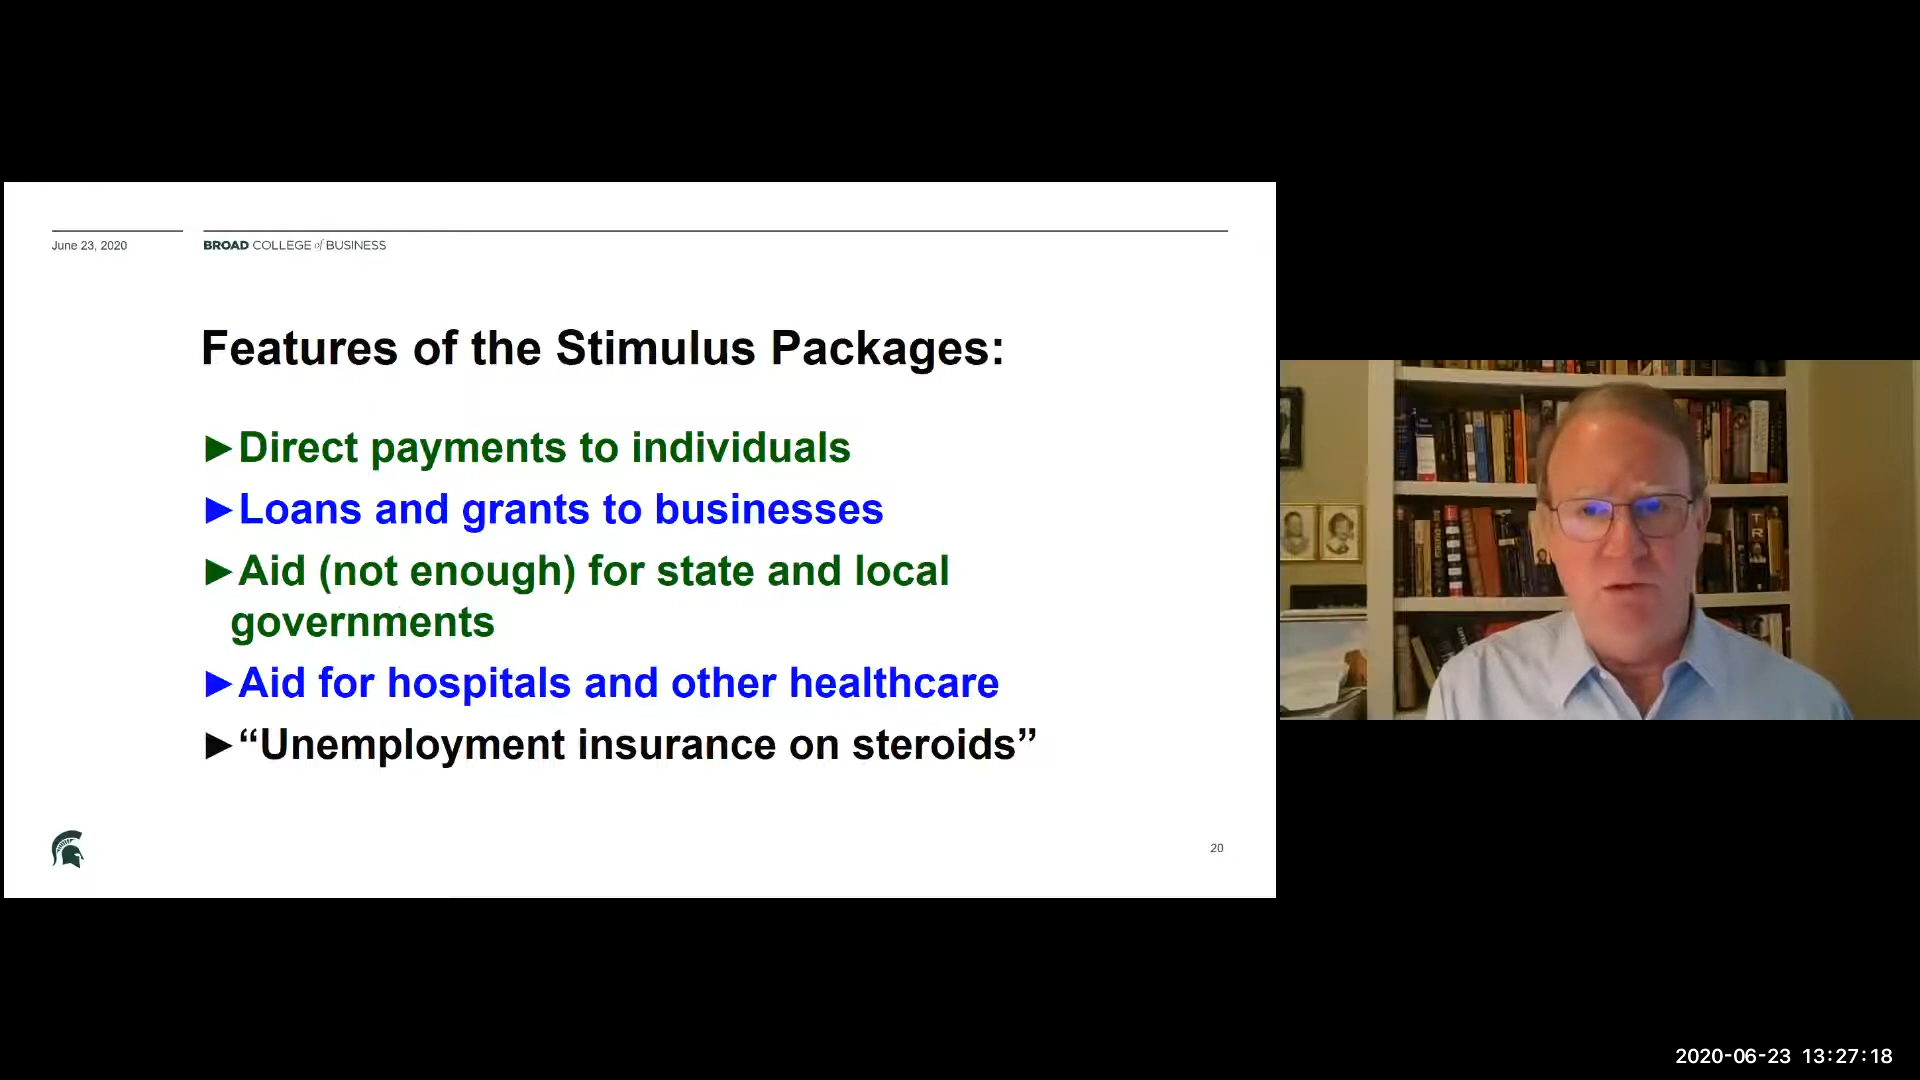 June 23, 2020
BROAD COLLEGE of BUSINESS
Features of the Stimulus Packages:
►Direct payments to individuals
►Loans and grants to businesses
►Aid (not enough) for state and local
governments
►Aid for hospitals and other healthcare
►“Unemployment insurance on steroids”
20
2020-06-23 13:27:18